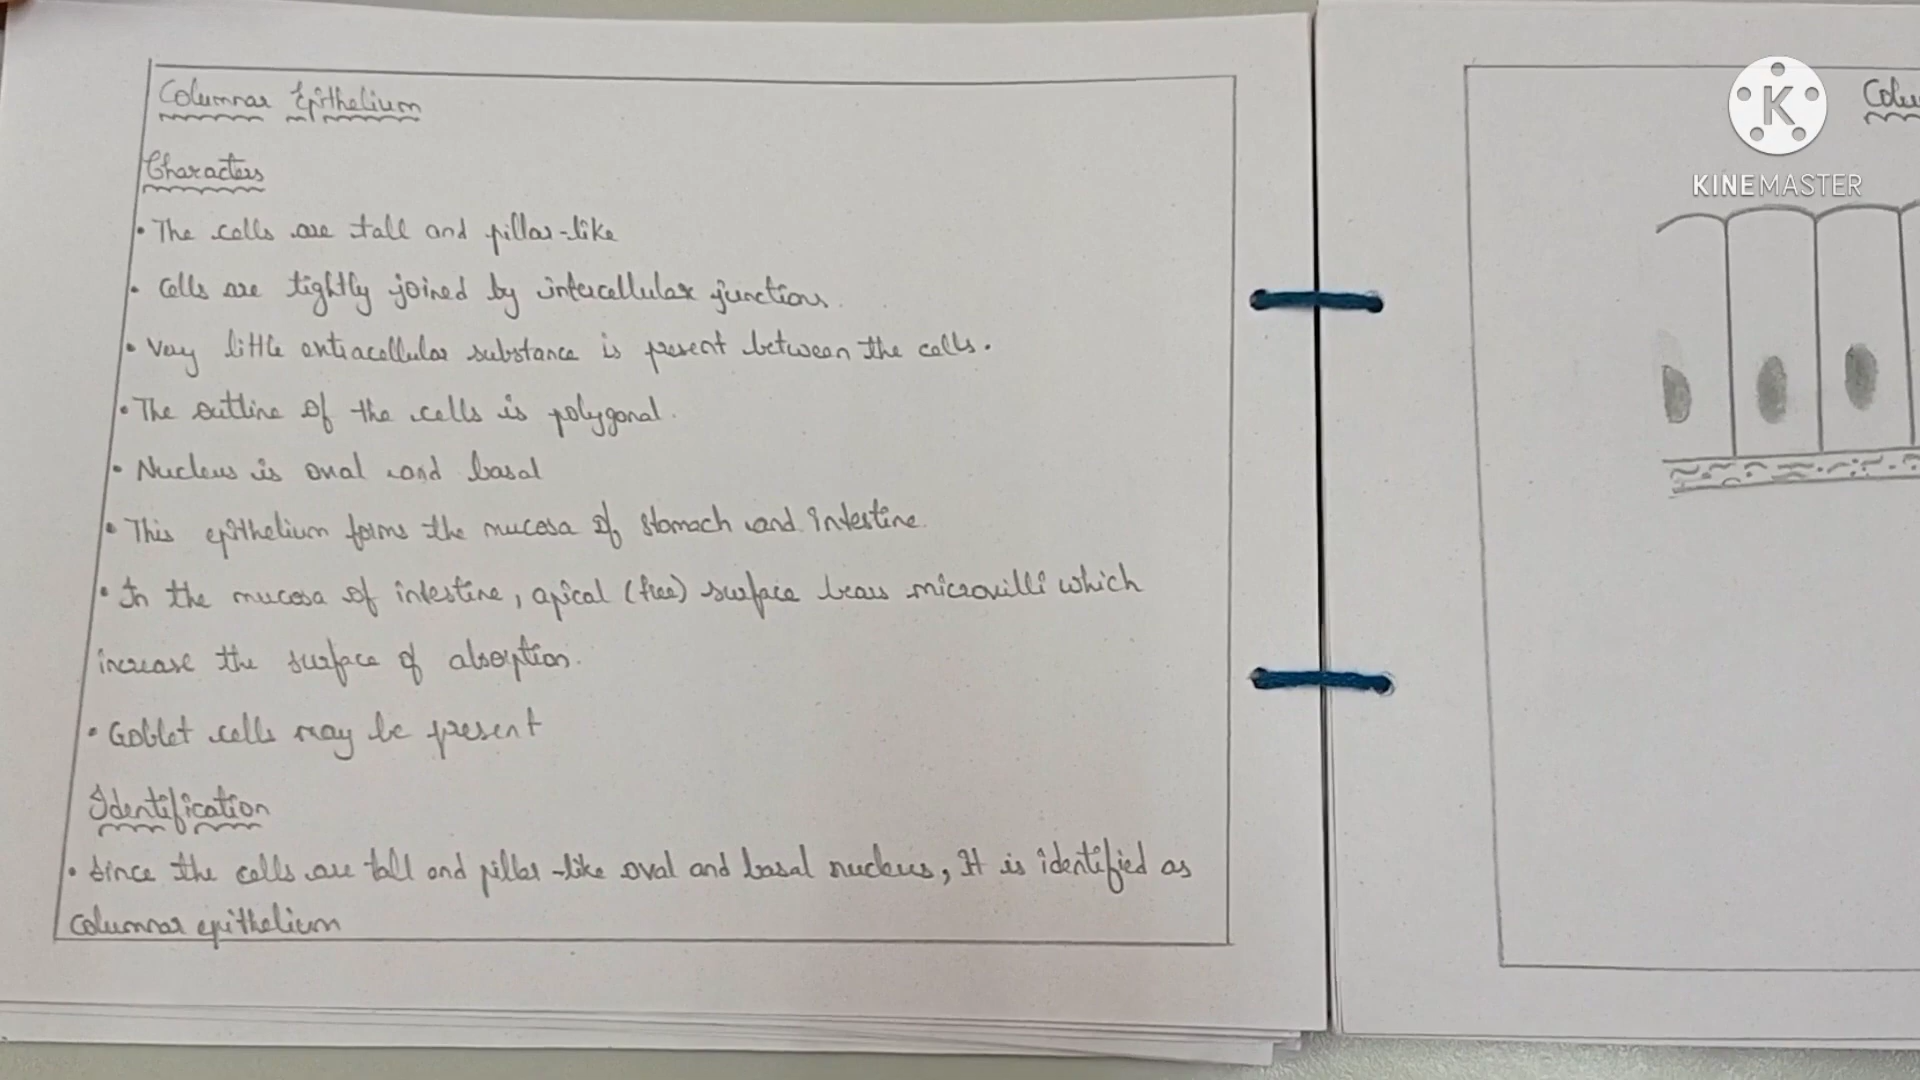 Columnar Epithelium
Characters
• The cells are tall and pillar-like
• Cells are tightly joined by intercellular junctions.
• Very little extracellular substance is present between the cells.
• The outline of the cells is polygonal.
• Nucleus is oval and basal
• This epithelium forms the mucosa of stomach and intestine.
• In the mucosa of intestine, apical (free) surface bears microvilli which
increase the surface of absorption.
• Goblet cells may be present
Identification
• Since the cells are tall and pillar-like oval and basal nucleus, It is identified as
Columnar epithelium
Colu
K
KINEMASTER